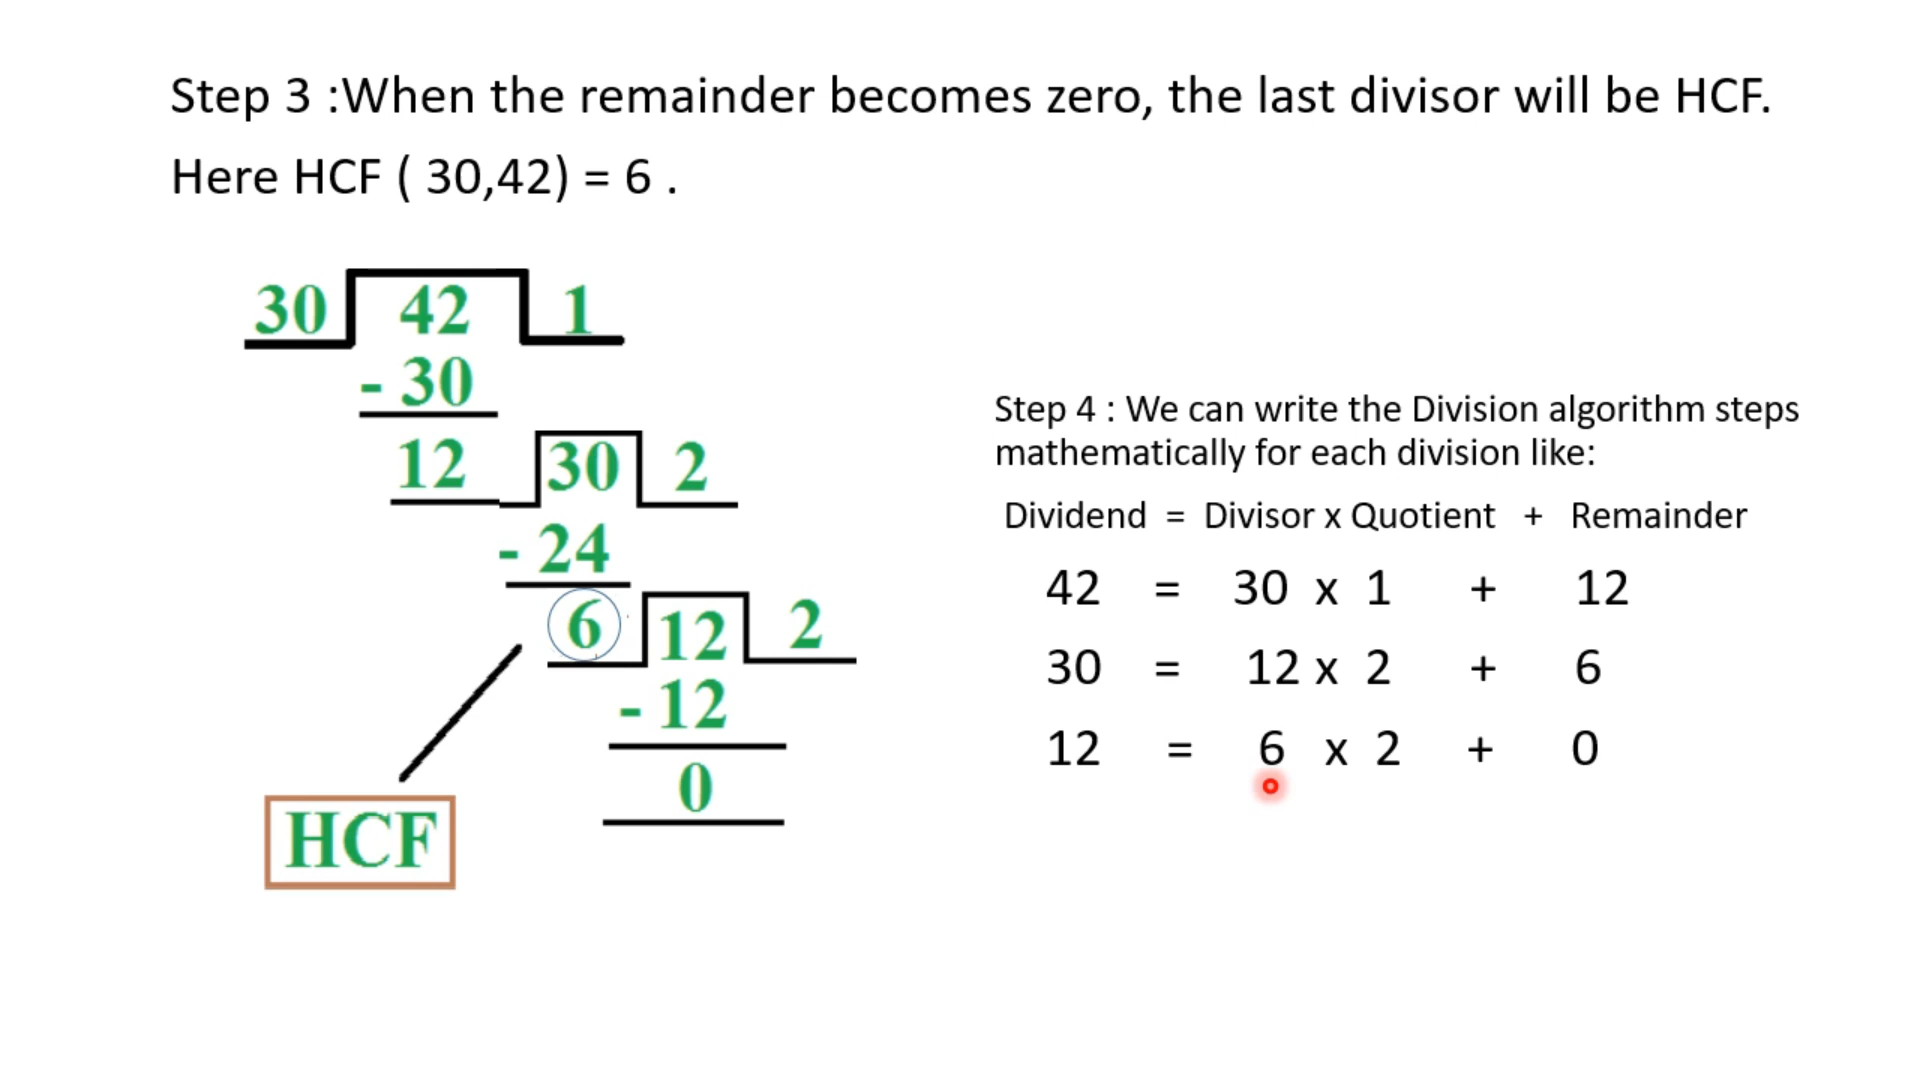 Step 3 :When the remainder becomes zero, the last divisor will be HCF.
Here HCF ( 30,42) = 6 .
30 42 1
- 30
12 30 2
- 24
6 12 2
- 12
0
HCF
Step 4 : We can write the Division algorithm steps
mathematically for each division like:
Dividend = Divisor x Quotient + Remainder
42 = 30 x 1 + 12
30 = 12 x 2 + 6
12 = 6 x 2 + 0